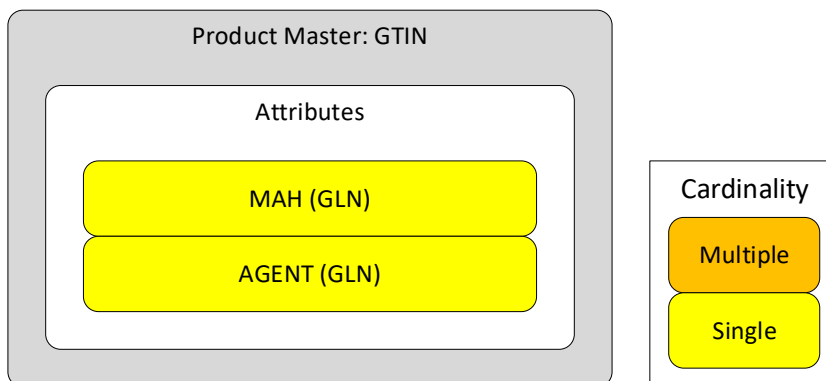 Product Master: GTIN
Attributes
MAH (GLN)
AGENT (GLN)
Cardinality
Multiple
Single